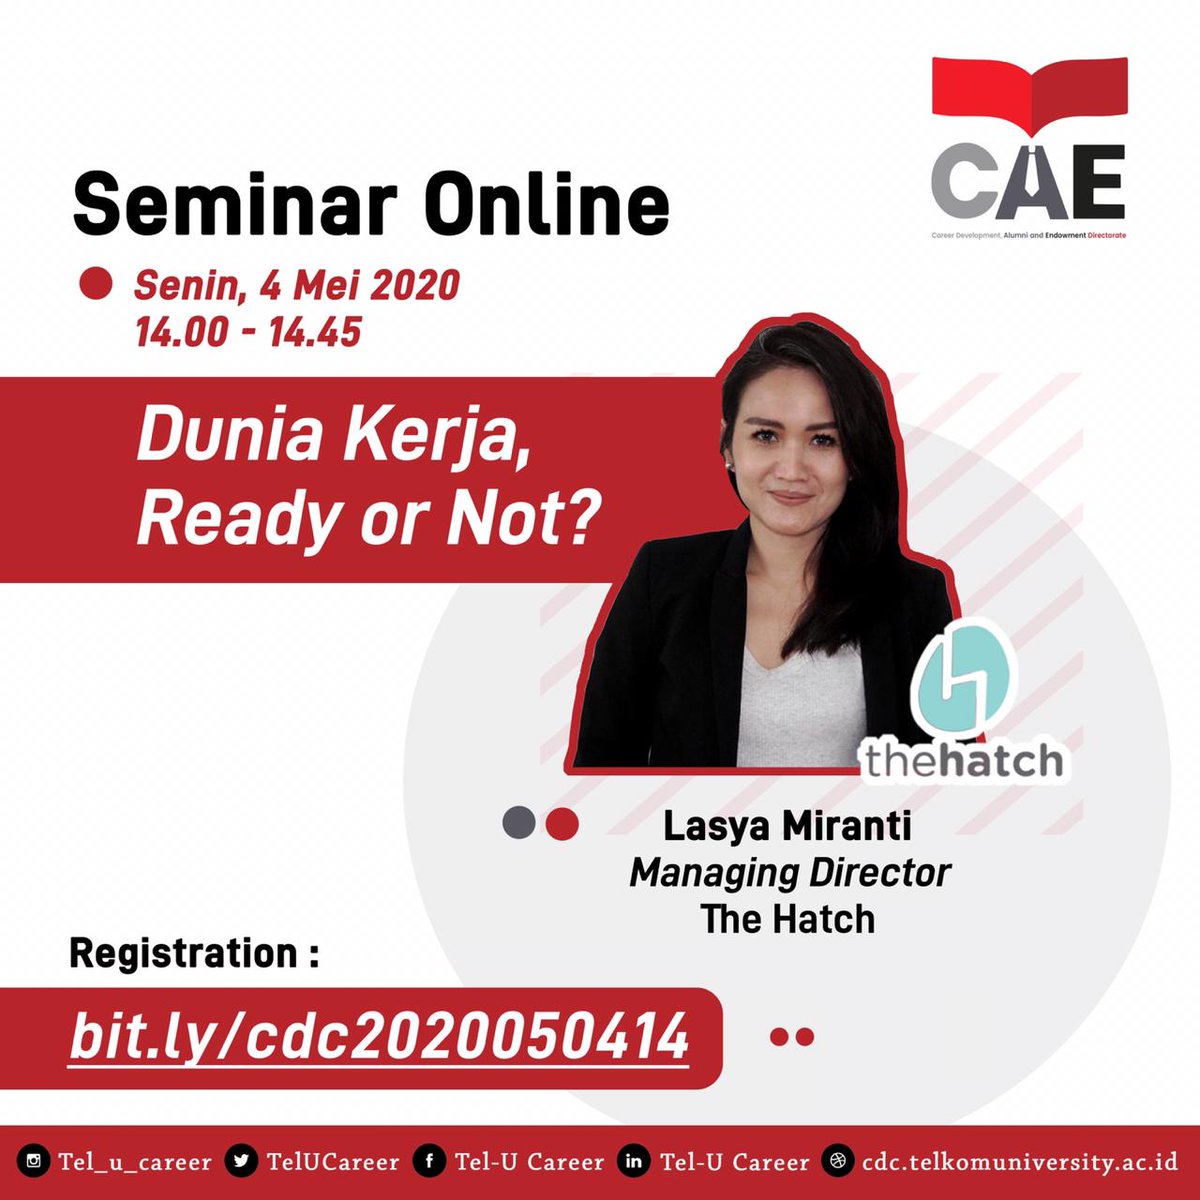 CAE
Career Development, Alumni and Endowment Directorate
Seminar Online
Senin, 4 Mei 2020
14.00 - 14.45
Dunia Kerja,
Ready or Not?
thehatch
Lasya Miranti
Managing Director
The Hatch
Registration :
bit.ly/cdc2020050414
Tel_u_career TelUCareer Tel-U Career Tel-U Career cdc.telkomuniversity.ac.id